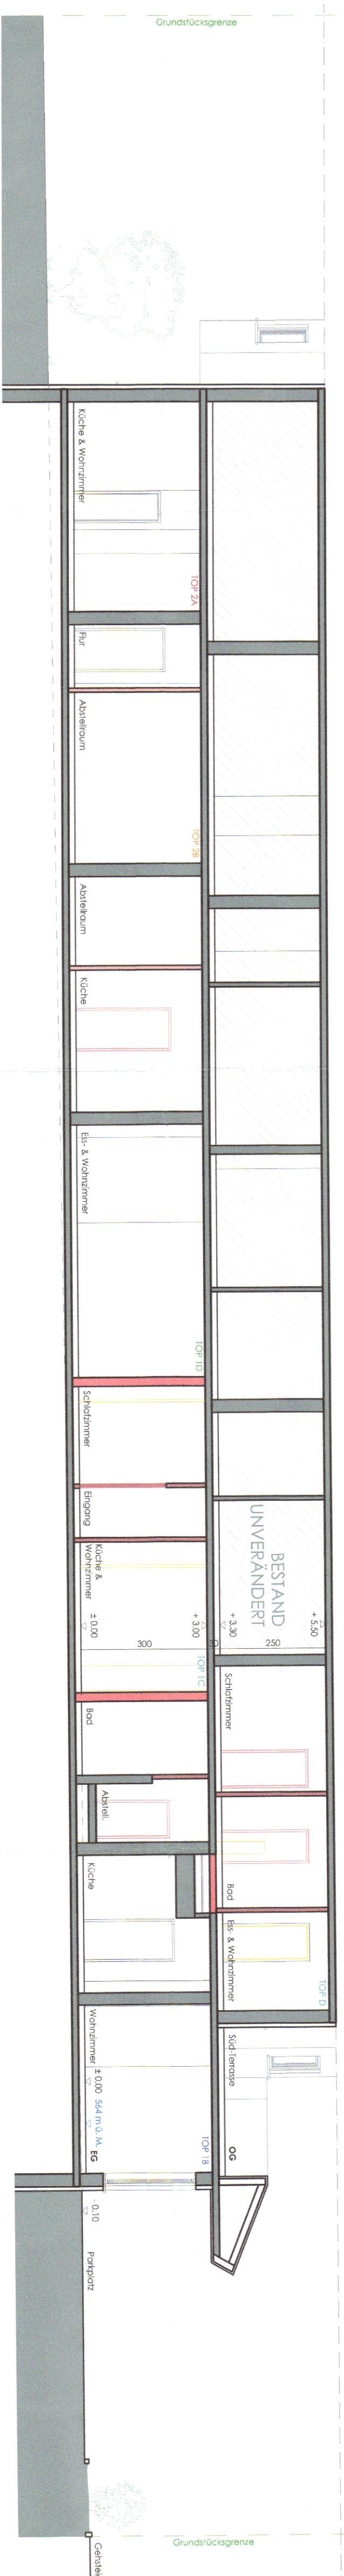 Grundstücksgrenze
Küche & Wohnzimmer
TOP 2A
Flur
Abstellraum
TOP 2B
Abstellraum
Küche
Ess- & Wohnzimmer
TOP 1D
Schlafzimmer
Eingang
Küche &
Wohnzimmer
± 0.00
300
+ 3.00
TOP 1C
BESTAND
UNVERÄNDERT
+ 5.50
+ 3.30
250
Schlafzimmer
Bad
Abstell.
Bad
Küche
Ess- & Wohnzimmer
TOP D
Wohnzimmer
± 0.00
564 m ü. M.
EG
TOP 1B
Süd-Terrasse
OG
- 0.10
Parkplatz
Grundstücksgrenze
Gehstei